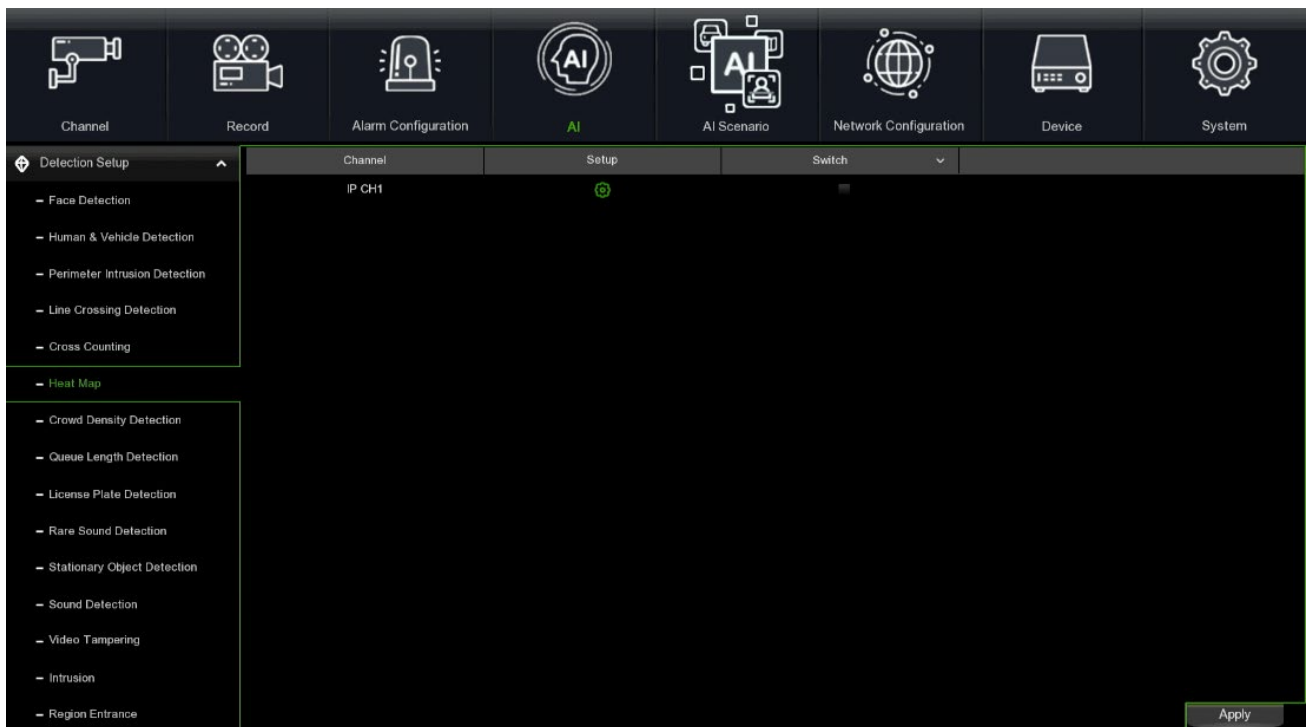 AI
AI
Channel
Record
Alarm Configuration
AI
AI Scenario
Network Configuration
Device
System
Detection Setup
Channel
Setup
Switch
IP CH1
Face Detection
Human & Vehicle Detection
Perimeter Intrusion Detection
Line Crossing Detection
Cross Counting
Heat Map
Crowd Density Detection
Queue Length Detection
License Plate Detection
Rare Sound Detection
Stationary Object Detection
Sound Detection
Video Tampering
Intrusion
Region Entrance
Apply